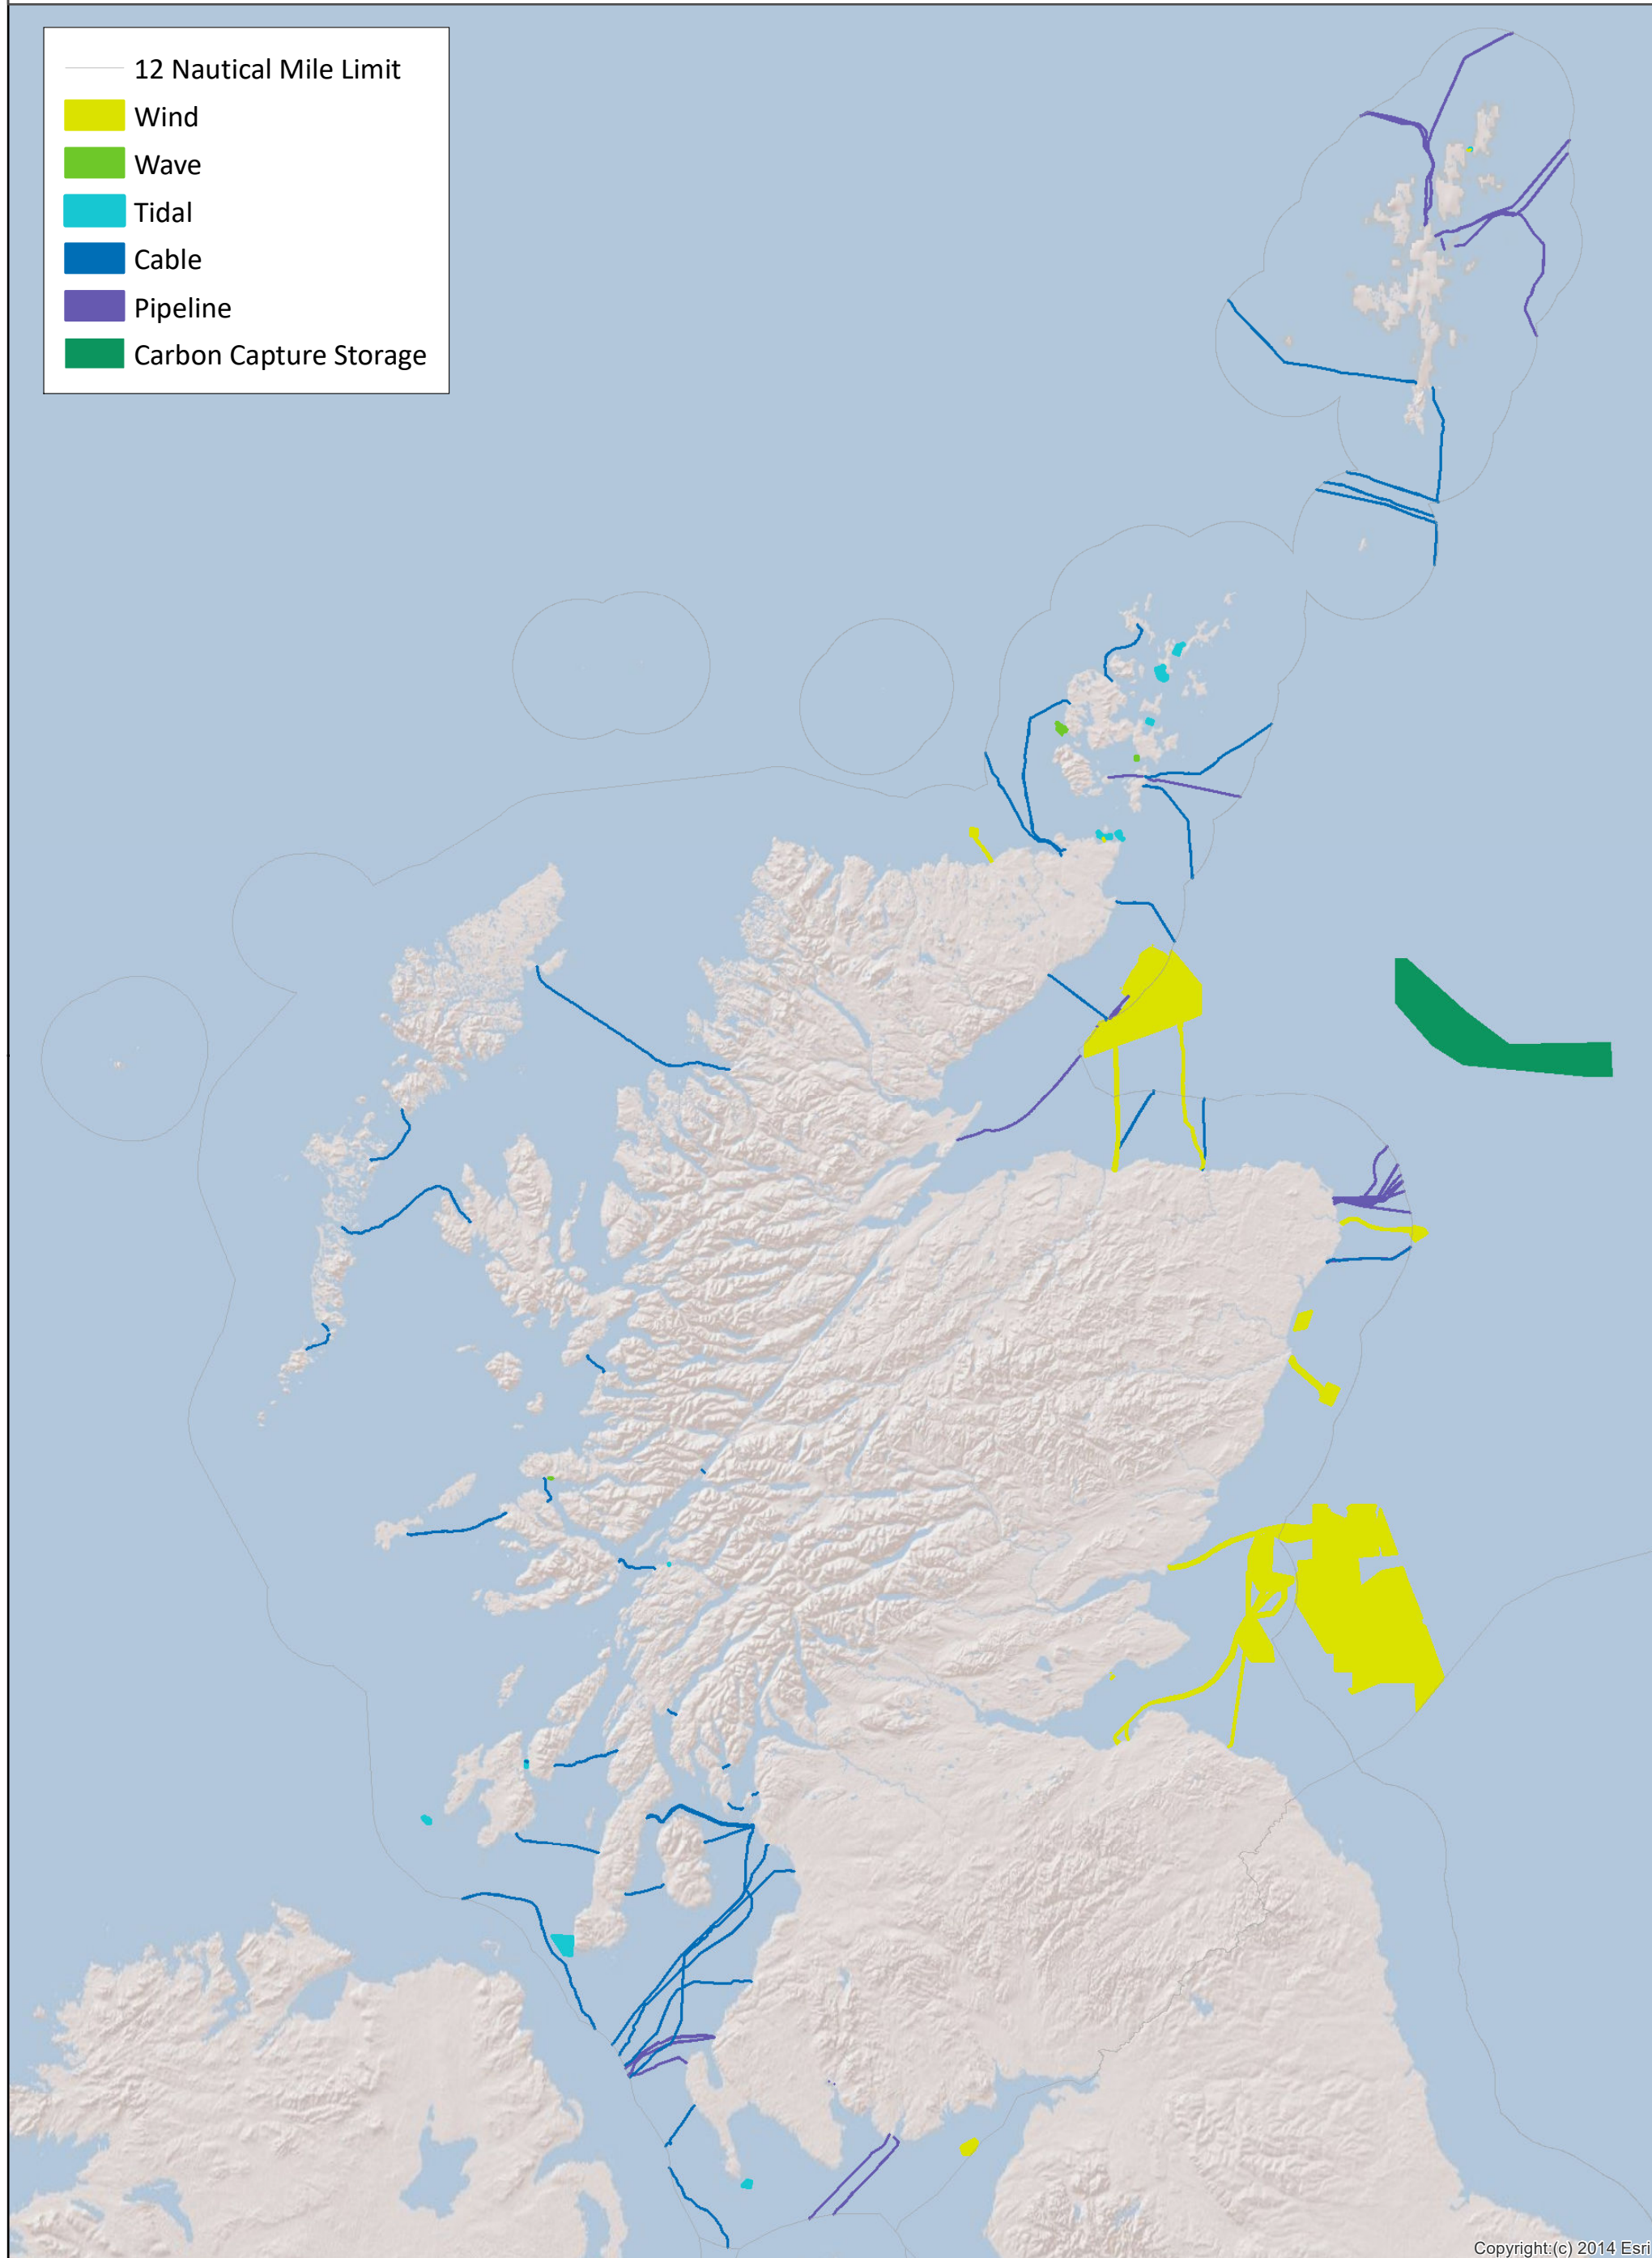 12 Nautical Mile Limit
Wind
Wave
Tidal
Cable
Pipeline
Carbon Capture Storage
Copyright:(c) 2014 Esri